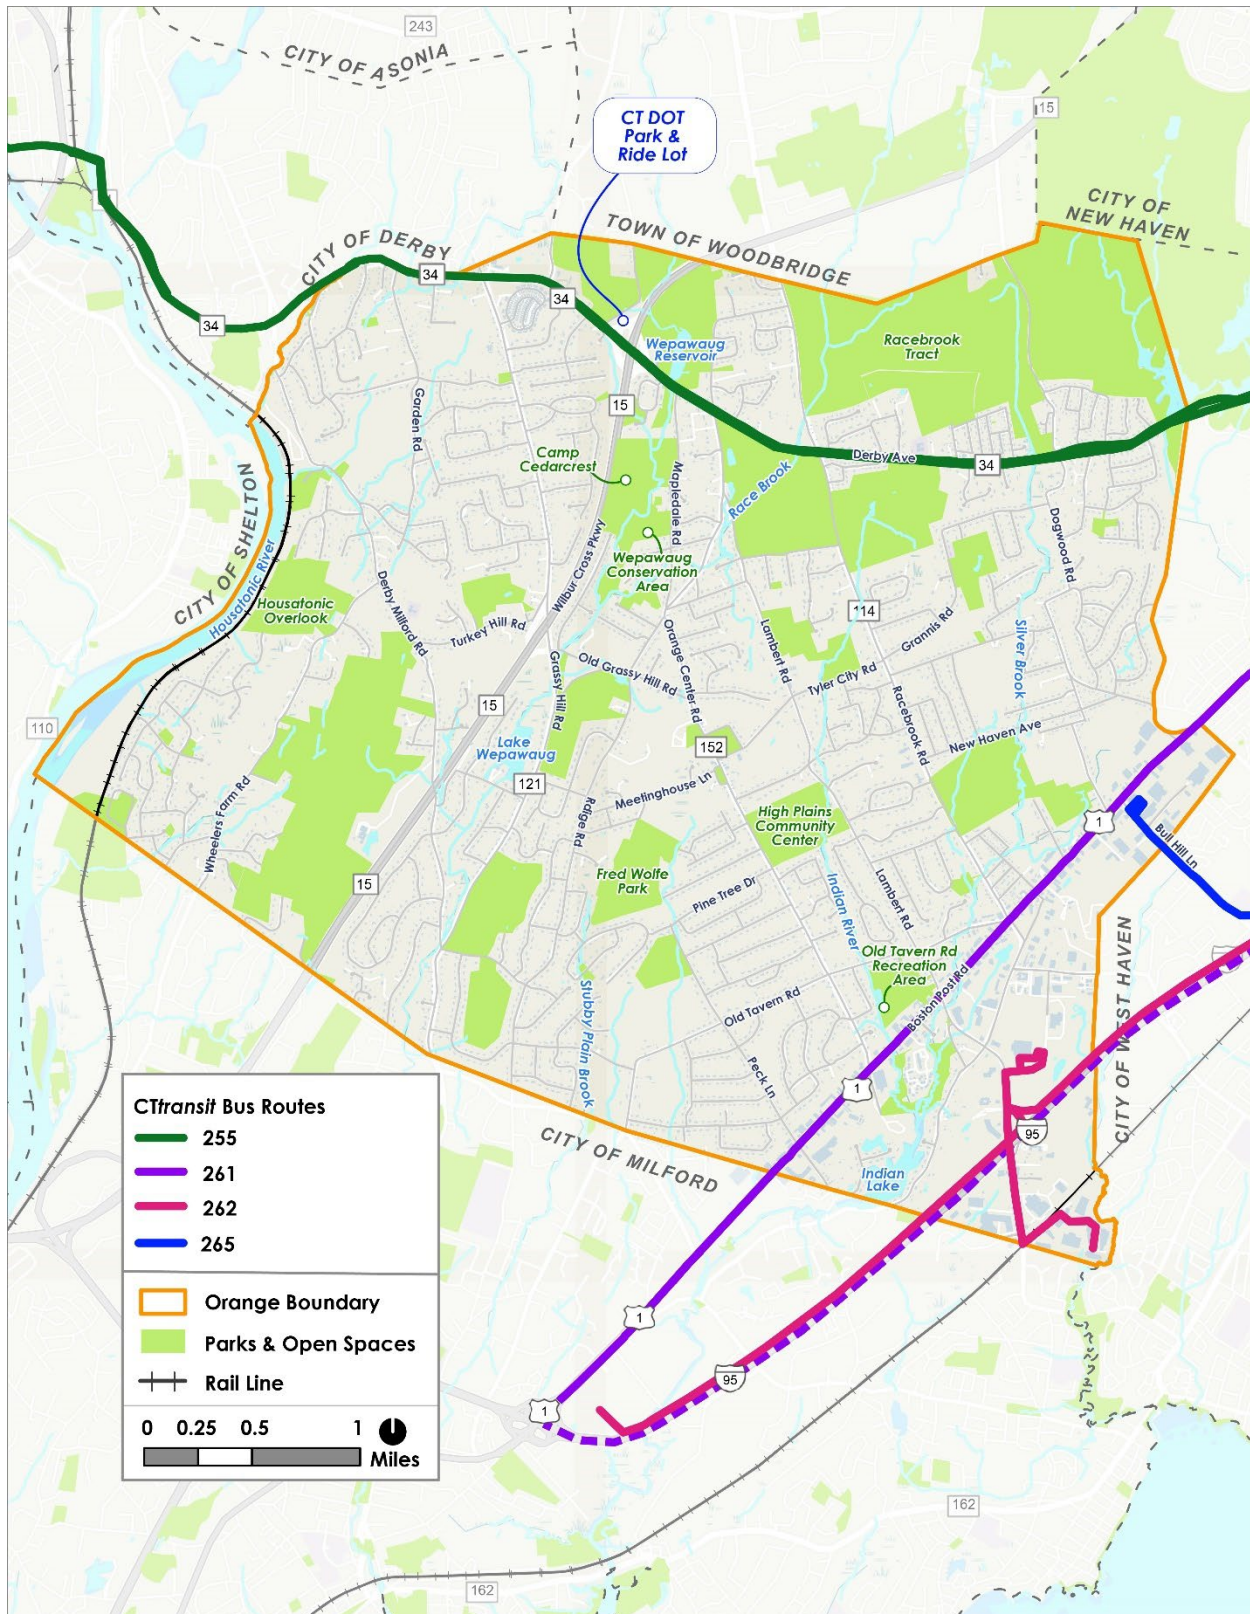 243
CITY OF ASONIA
15
CT DOT
Park &
Ride Lot
CITY OF
NEW HAVEN
TOWN OF WOODBRIDGE
CITY OF DERBY
34
34
34
Wepawaug
Reservoir
Racebrook
Tract
15
Garden Rd
Camp
Cedarcrest
Derby Ave
34
Mapledale Rd
Race Brook
CITY OF SHELTON
Housatonic River
Wilbur Cross Pkwy
Dogwood Rd
Wepawaug
Conservation
Area
Housatonic
Overlook
Derby Milford Rd
Turkey Hill Rd
114
Grannis Rd
Silver Brook
Orange Center Rd
Lambert Rd
Old Grassy Hill Rd
Grassy Hill Rd
Tyler City Rd
Racebrook Rd
15
110
Lake
Wepawaug
152
New Haven Ave
121
Meetinghouse Ln
Wheelers Farm Rd
Rdige Rd
High Plains
Community
Center
1
Bull Hill Ln
15
Fred Wolfe
Park
Pine Tree Dr
Indian River
Lambert Rd
Old Tavern Rd
Recreation
Area
CITY OF WEST HAVEN
Boston Post Rd
Stubby Plain Brook
Old Tavern Rd
Peck Ln
1
95
CITY OF MILFORD
Indian
Lake
CTtransit Bus Routes
255
261
262
265
Orange Boundary
Parks & Open Spaces
Rail Line
0 0.25 0.5 1
Miles
1
95
1
162
162